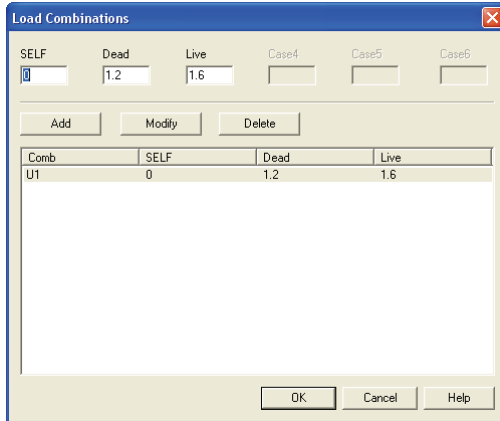 Load Combinations
SELF Dead Live Case4 Case5 Case6
0 1.2 1.6
Add Modify Delete
Comb SELF Dead Live
U1 0 1.2 1.6
OK Cancel Help